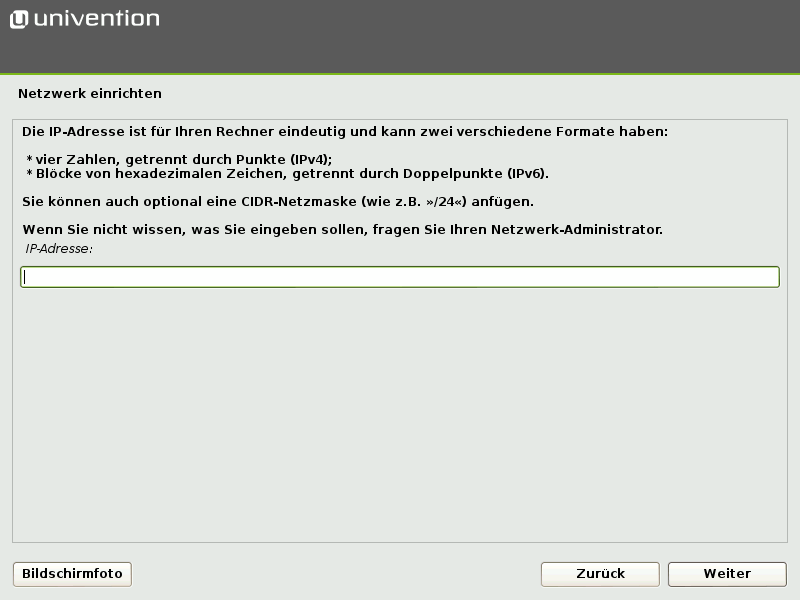 univention
Netzwerk einrichten
Die IP-Adresse ist für Ihren Rechner eindeutig und kann zwei verschiedene Formate haben:
* vier Zahlen, getrennt durch Punkte (IPv4);
* Blöcke von hexadezimalen Zeichen, getrennt durch Doppelpunkte (IPv6).
Sie können auch optional eine CIDR-Netzmaske (wie z.B. »/24«) anfügen.
Wenn Sie nicht wissen, was Sie eingeben sollen, fragen Sie Ihren Netzwerk-Administrator.
IP-Adresse:
Bildschirmfoto Zurück Weiter